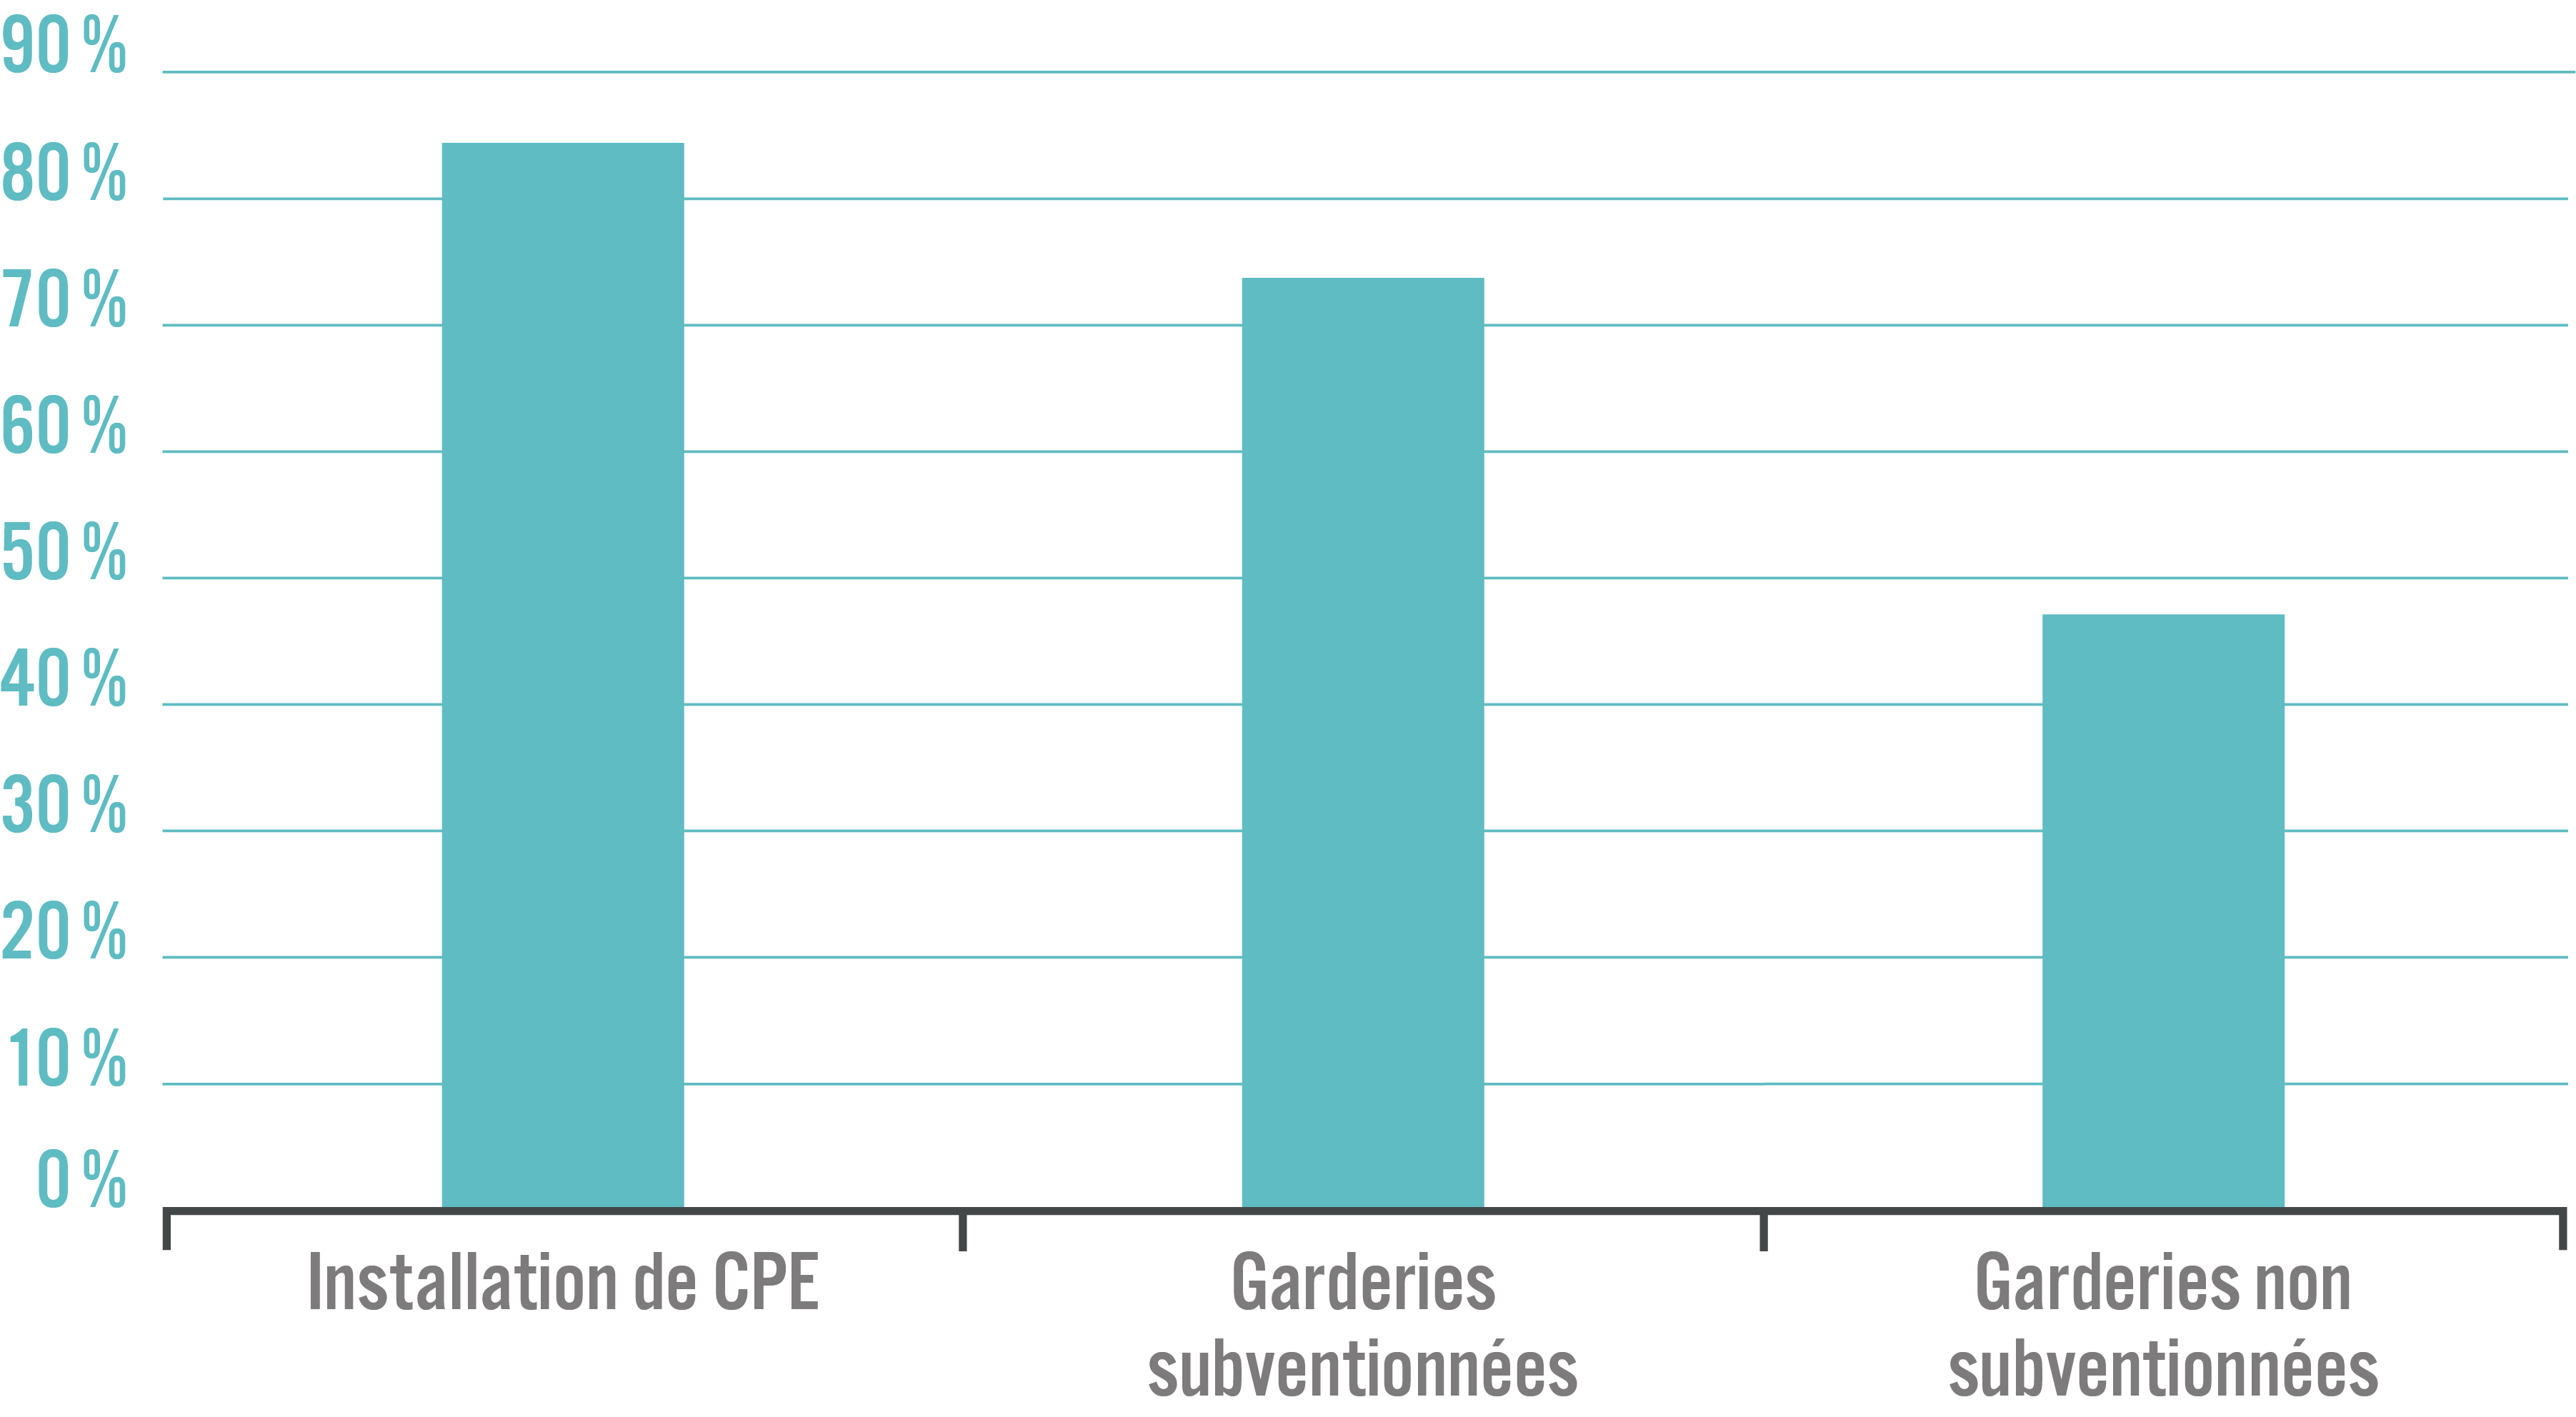 90 %
80 %
70 %
60 %
50 %
40 %
30 %
20 %
10 %
0 %
Installation de CPE
Garderies
subventionnées
Garderies non
subventionnées